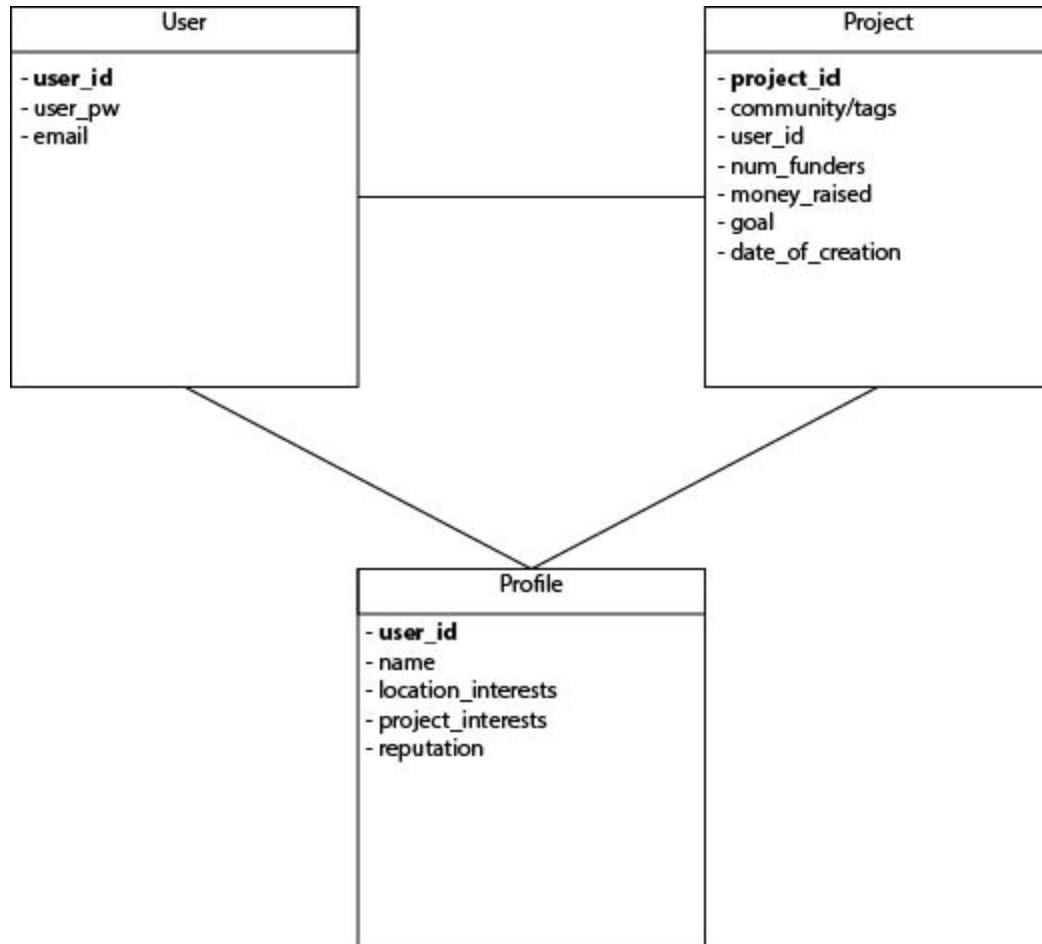 User
- user_id
- user_pw
- email
Project
- project_id
- community/tags
- user_id
- num_funders
- money_raised
- goal
- date_of_creation
Profile
- user_id
- name
- location_interests
- project_interests
- reputation